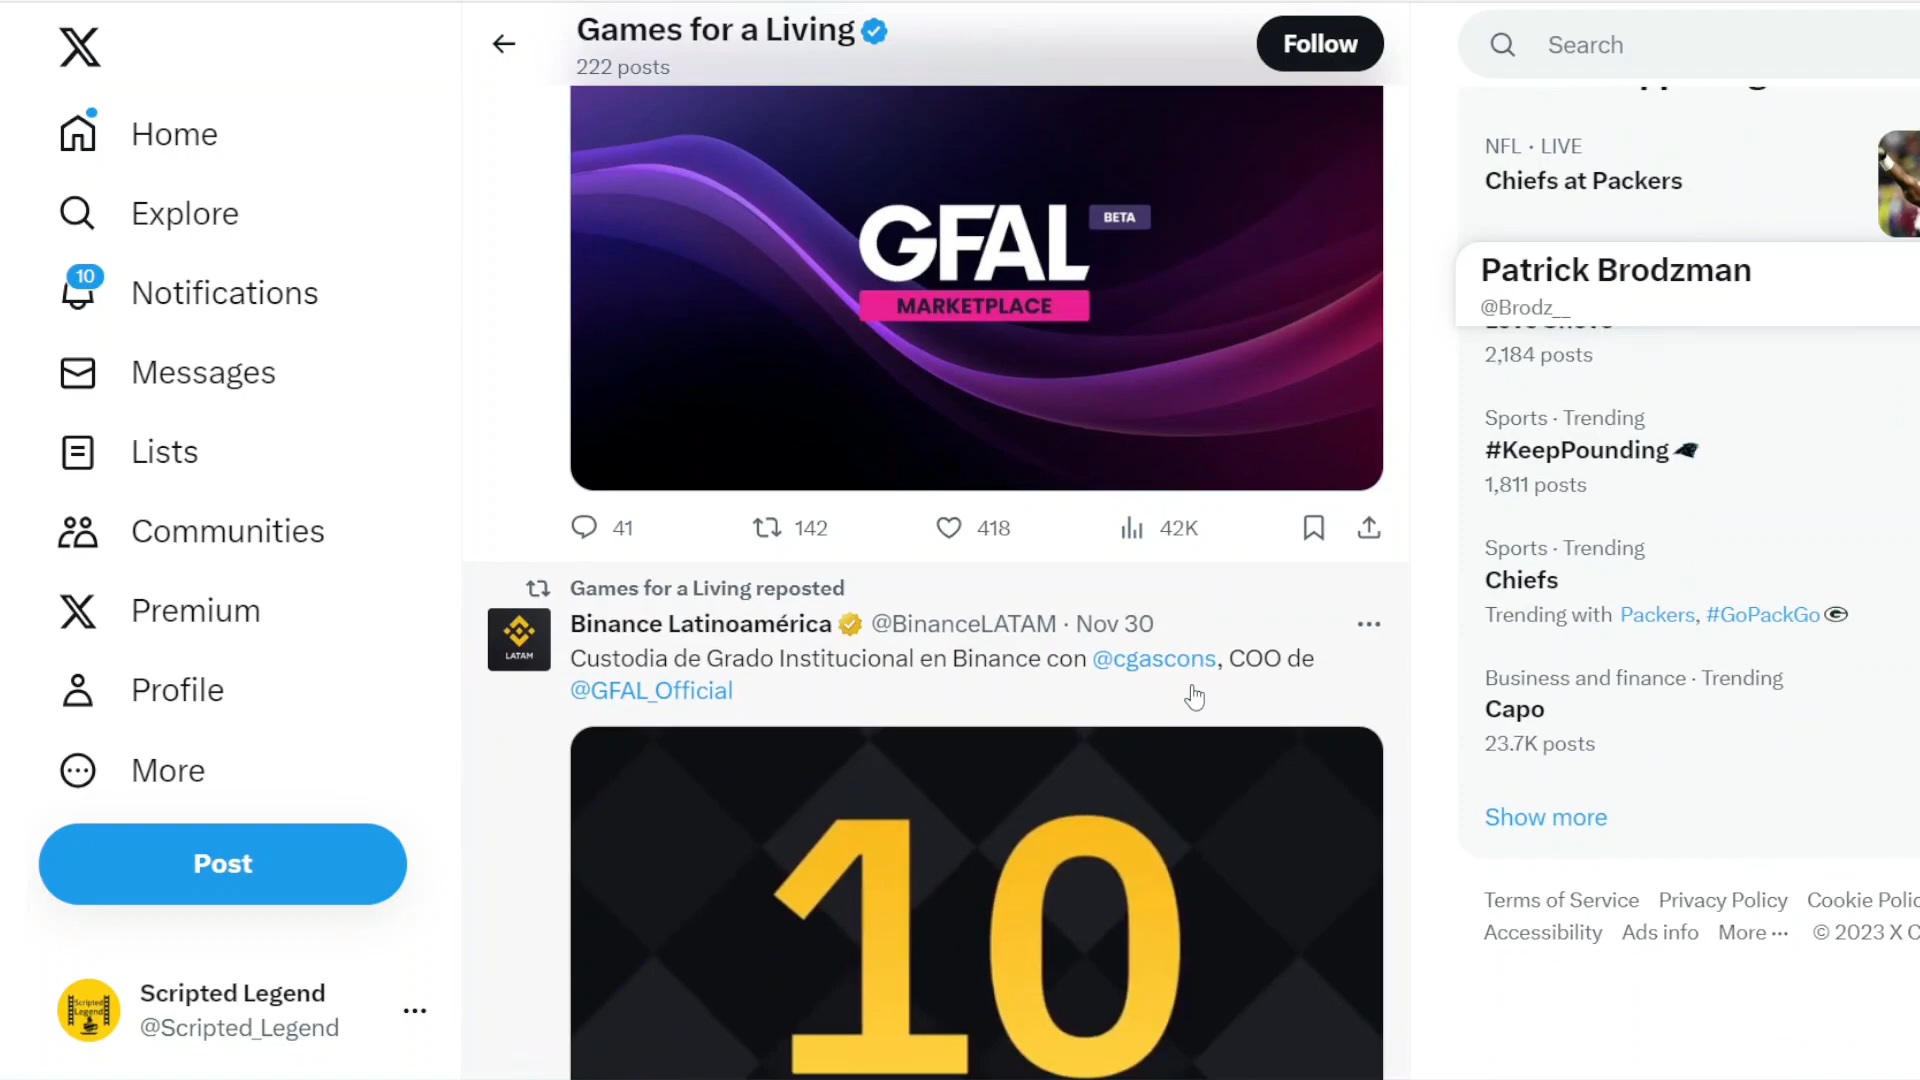 Home
Explore
10
Notifications
Messages
Lists
Communities
Premium
Profile
More
Post
Scripted Legend
@Scripted_Legend
Games for a Living
222 posts
Follow
GFAL BETA
MARKETPLACE
41 142 418 42K
Games for a Living reposted
LATAM
Binance Latinoamérica @BinanceLATAM · Nov 30
Custodia de Grado Institucional en Binance con @cgascons, COO de
@GFAL_Official
10
Search
NFL · LIVE
Chiefs at Packers
Patrick Brodzman
@Brodz__
2,184 posts
Sports · Trending
#KeepPounding
1,811 posts
Sports · Trending
Chiefs
Trending with Packers, #GoPackGo
Business and finance · Trending
Capo
23.7K posts
Show more
Terms of Service Privacy Policy Cookie
Accessibility Ads info More ··· © 2023 X